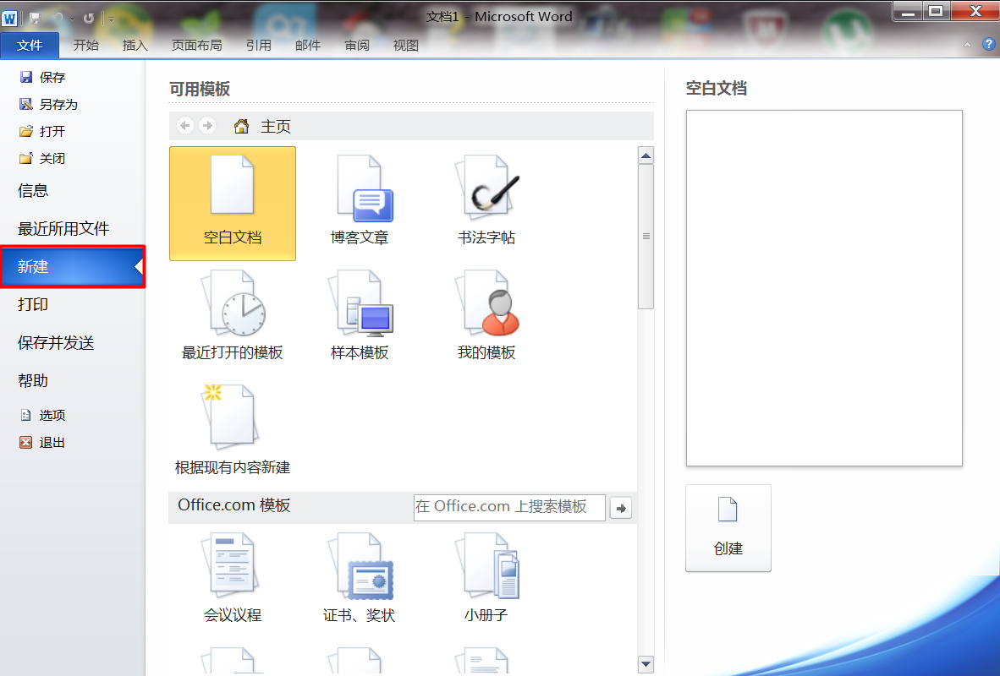 文档1 - Microsoft Word
文件 开始 插入 页面布局 引用 邮件 审阅 视图
保存
另存为
打开
关闭
信息
最近所用文件
新建
打印
保存并发送
帮助
选项
退出
可用模板
主页
空白文档 博客文章 书法字帖
最近打开的模板 样本模板 我的模板
根据现有内容新建
Office.com 模板 在 Office.com 上搜索模板
会议议程 证书、奖状 小册子
空白文档
创建